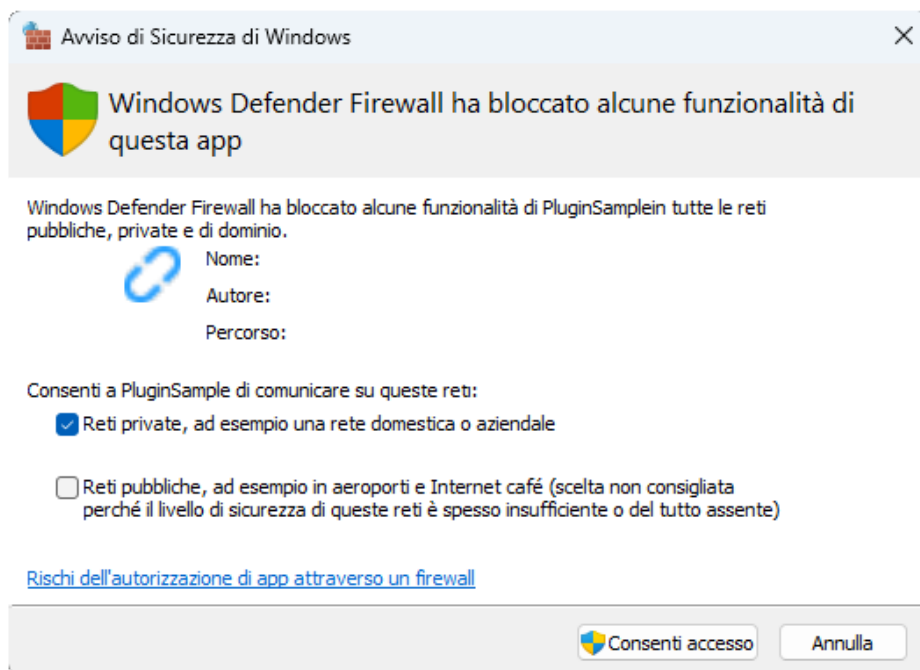 Avviso di Sicurezza di Windows
Windows Defender Firewall ha bloccato alcune funzionalità di
questa app
Windows Defender Firewall ha bloccato alcune funzionalità di PluginSamplein tutte le reti
pubbliche, private e di dominio.
Nome:
Autore:
Percorso:
Consenti a PluginSample di comunicare su queste reti:
Reti private, ad esempio una rete domestica o aziendale
Reti pubbliche, ad esempio in aeroporti e Internet café (scelta non consigliata
perché il livello di sicurezza di queste reti è spesso insufficiente o del tutto assente)
Rischi dell'autorizzazione di app attraverso un firewall
Consenti accesso
Annulla